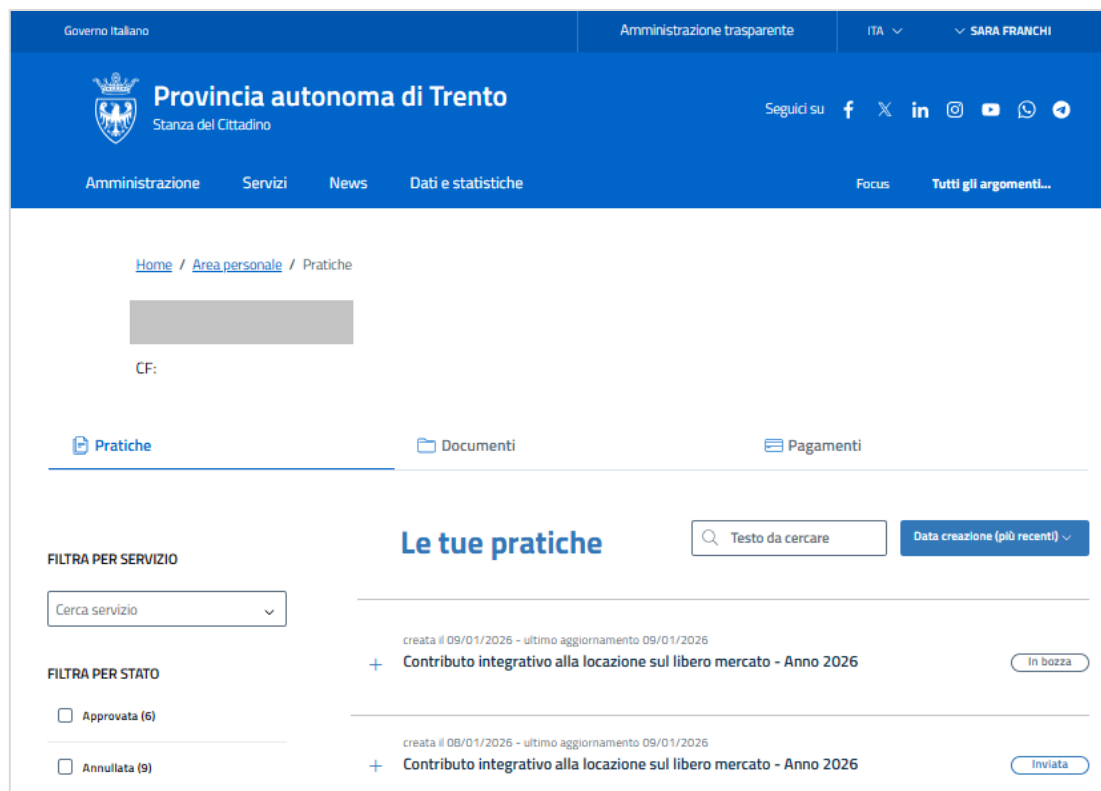 Governo Italiano
Amministrazione trasparente
ITA
SARA FRANCHI
Provincia autonoma di Trento
Stanza del Cittadino
Seguici su
Amministrazione
Servizi
News
Dati e statistiche
Focus
Tutti gli argomenti...
Home / Area personale / Pratiche
CF:
Pratiche
Documenti
Pagamenti
FILTRA PER SERVIZIO
Cerca servizio
FILTRA PER STATO
Approvata (6)
Annullata (9)
Le tue pratiche
Testo da cercare
Data creazione (più recenti)
creata il 09/01/2026 - ultimo aggiornamento 09/01/2026
Contributo integrativo alla locazione sul libero mercato - Anno 2026
In bozza
creata il 08/01/2026 - ultimo aggiornamento 09/01/2026
Contributo integrativo alla locazione sul libero mercato - Anno 2026
Inviata